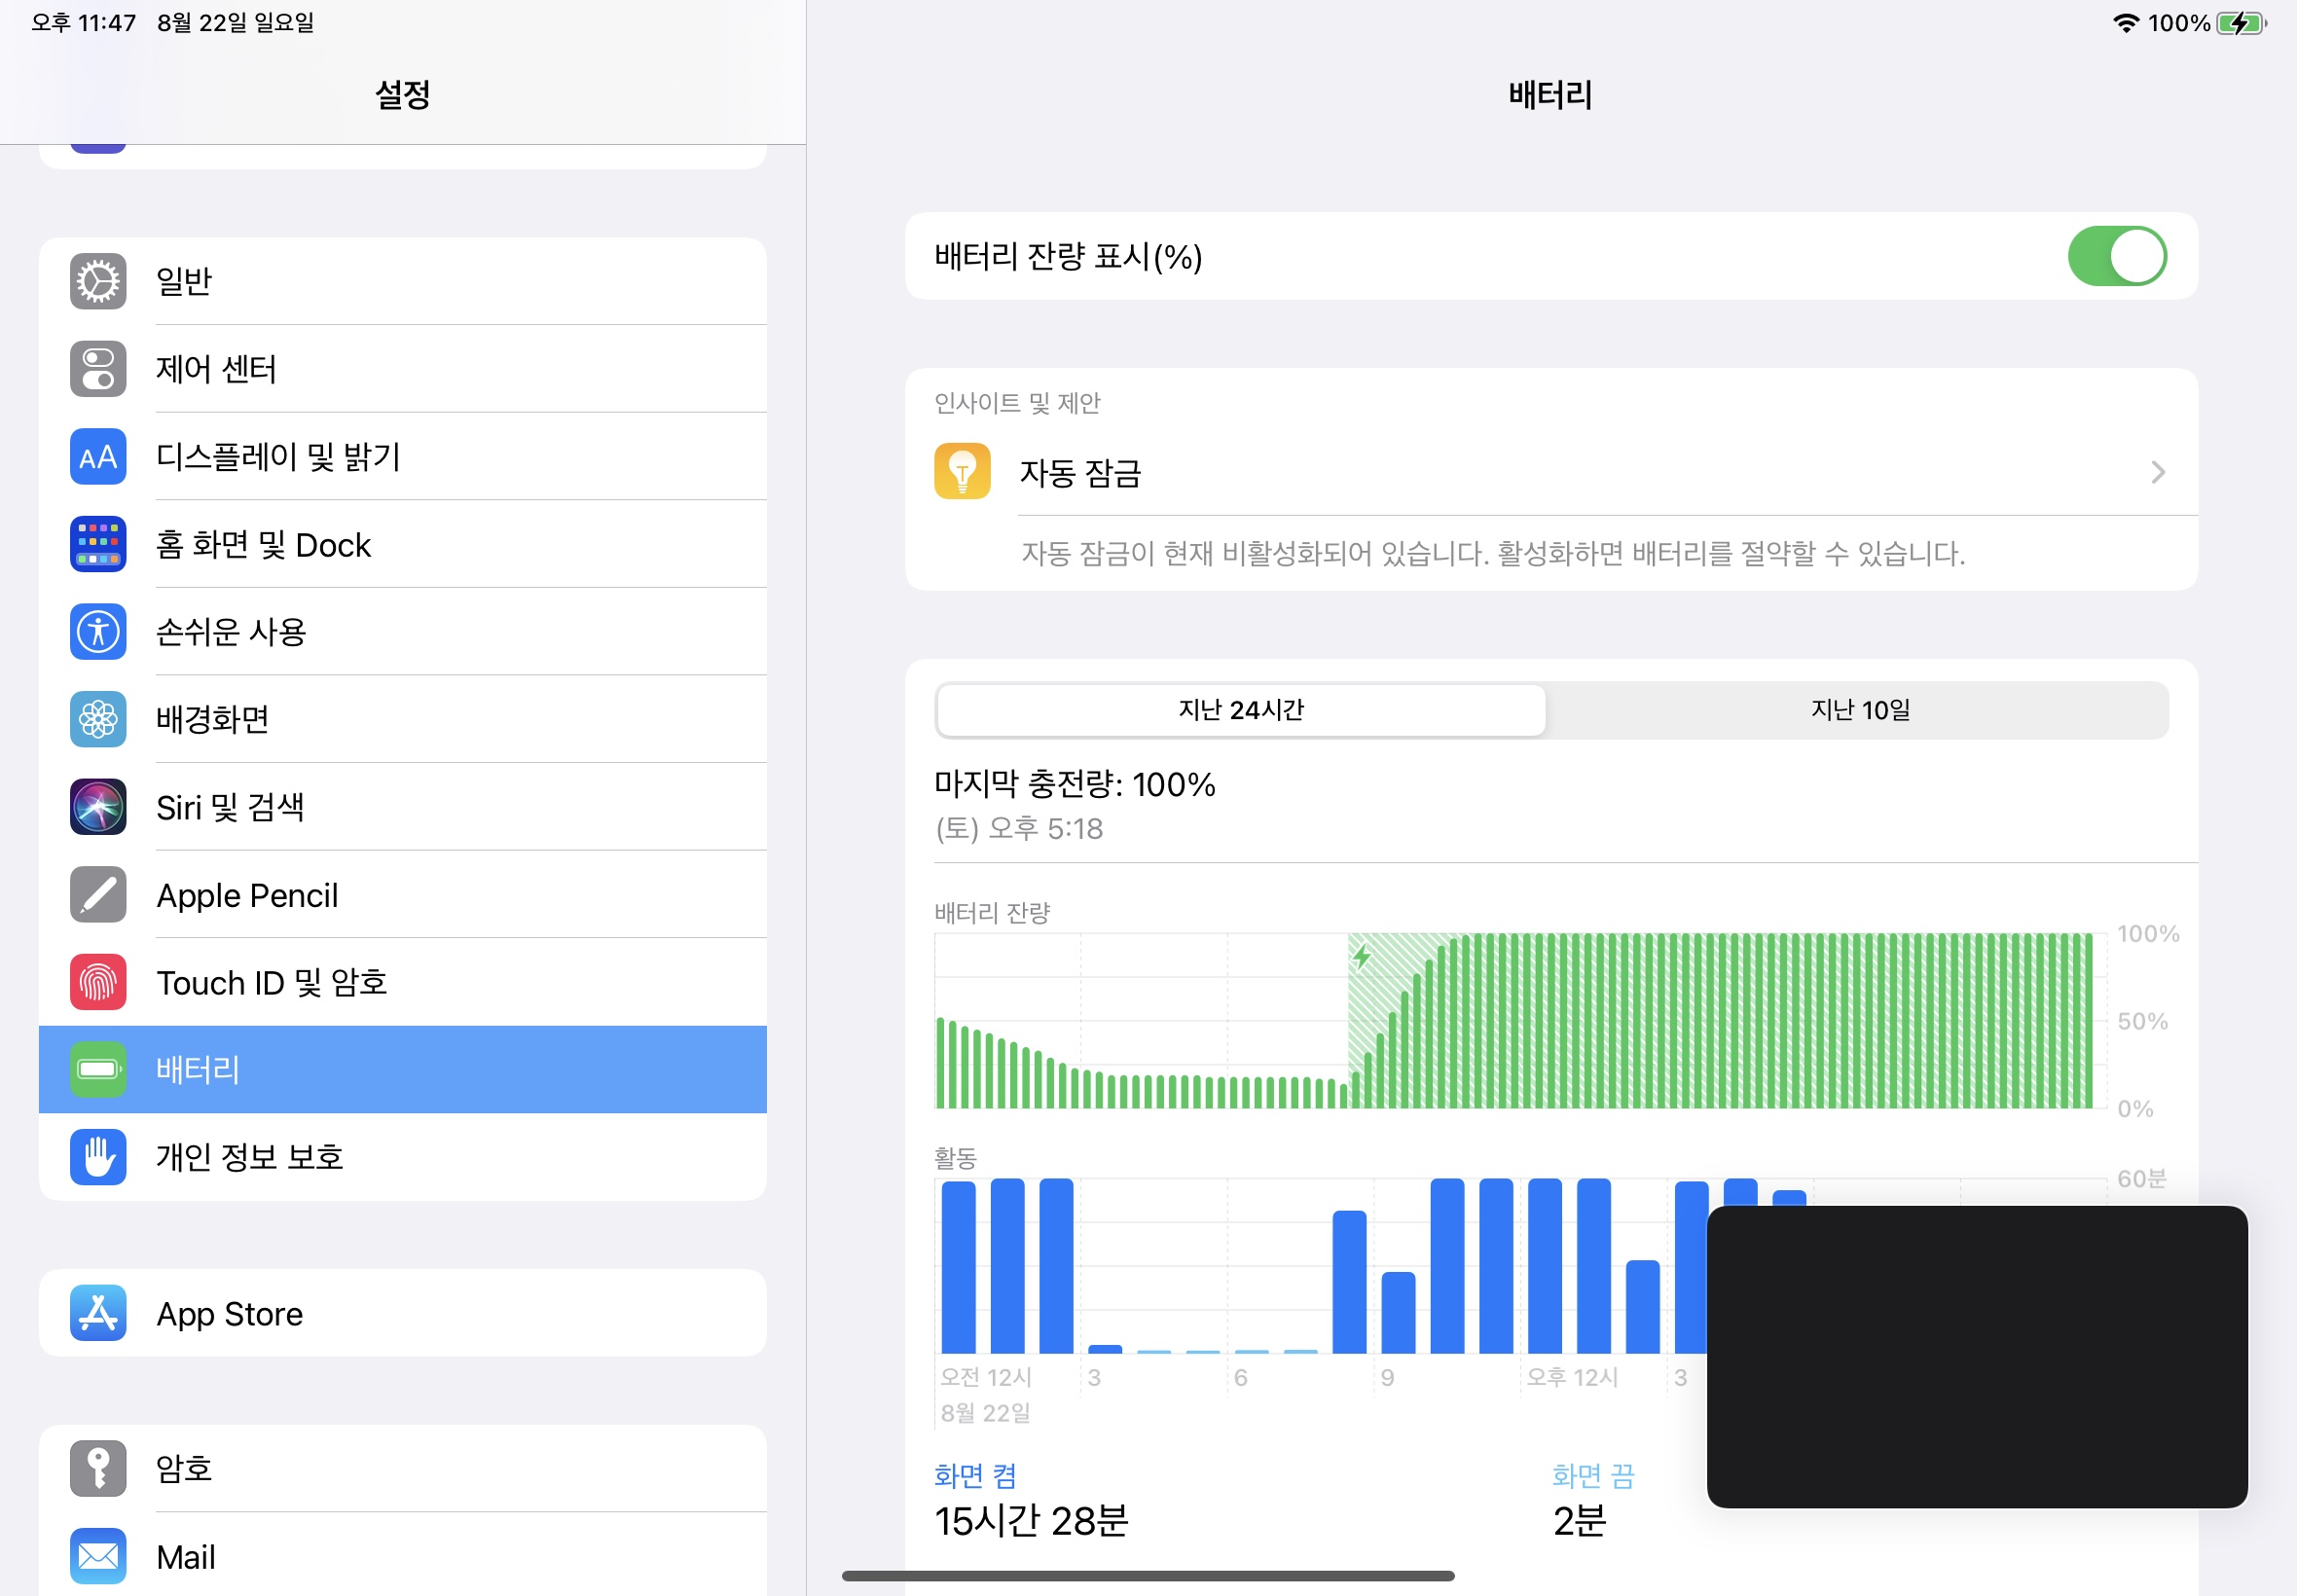 오후 11:47 8월 22일 일요일
100%
설정
일반
제어 센터
디스플레이 및 밝기
홈 화면 및 Dock
손쉬운 사용
배경화면
Siri 및 검색
Apple Pencil
Touch ID 및 암호
배터리
개인 정보 보호
App Store
암호
Mail
배터리
배터리 잔량 표시(%)
인사이트 및 제안
자동 잠금
자동 잠금이 현재 비활성화되어 있습니다. 활성화하면 배터리를 절약할 수 있습니다.
지난 24시간 지난 10일
마지막 충전량: 100%
(토) 오후 5:18
배터리 잔량
100%
50%
0%
활동
60분
오전 12시 3 6 9 오후 12시 3
8월 22일
화면 켬 화면 끔
15시간 28분 2분